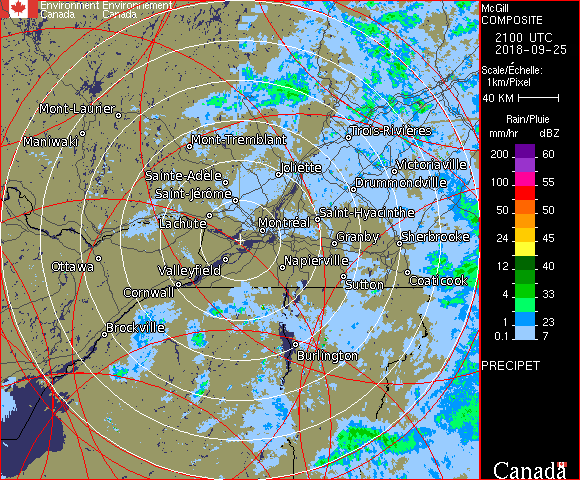 Environment Environnement
Canada Canada
McGill
COMPOSITE
2100 UTC
2018-09-25
Scale/Échelle:
1km/Pixel
40 KM
Rain/Pluie
mm/hr dBZ
200 60
100 55
50 50
24 45
12 40
4 33
1 23
0.1 7
PRECIPET
Mont-Laurier
Maniwaki
Mont-Tremblant
Trois-Rivières
Sainte-Adèle
Joliette
Victoriaville
Saint-Jérôme
Drummondville
Lachute
Montréal
Saint-Hyacinthe
Granby
Sherbrooke
Ottawa
Valleyfield
Napierville
Cornwall
Sutton
Coaticook
Brockville
Burlington
Canada